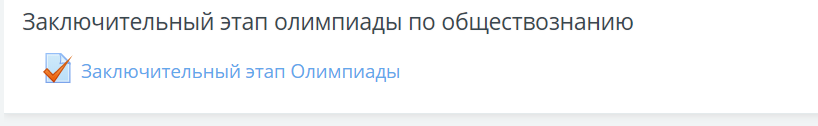 Заключительный этап олимпиады по обществознанию
Заключительный этап Олимпиады